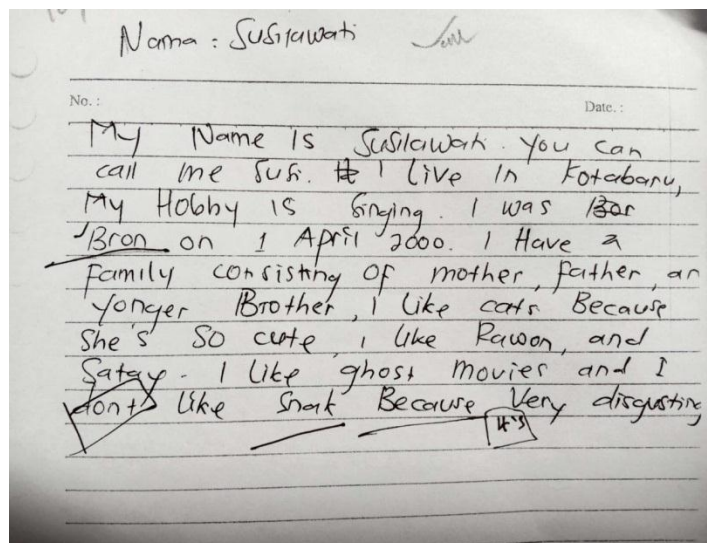 Nama : Susilawati
No. :
Date. :
My Name is Susilawati. You can
call me Susi. I live in Kotabaru,
My Hobby is Singing. I was Bor
Bron on 1 April 2000. I Have a
family consisting of mother, father, an
yonger Brother, I like cats Because
She's So cute, i like Rawon, and
Satay. I like ghost movies and I
dont like Snak Because Very disgusting
it's